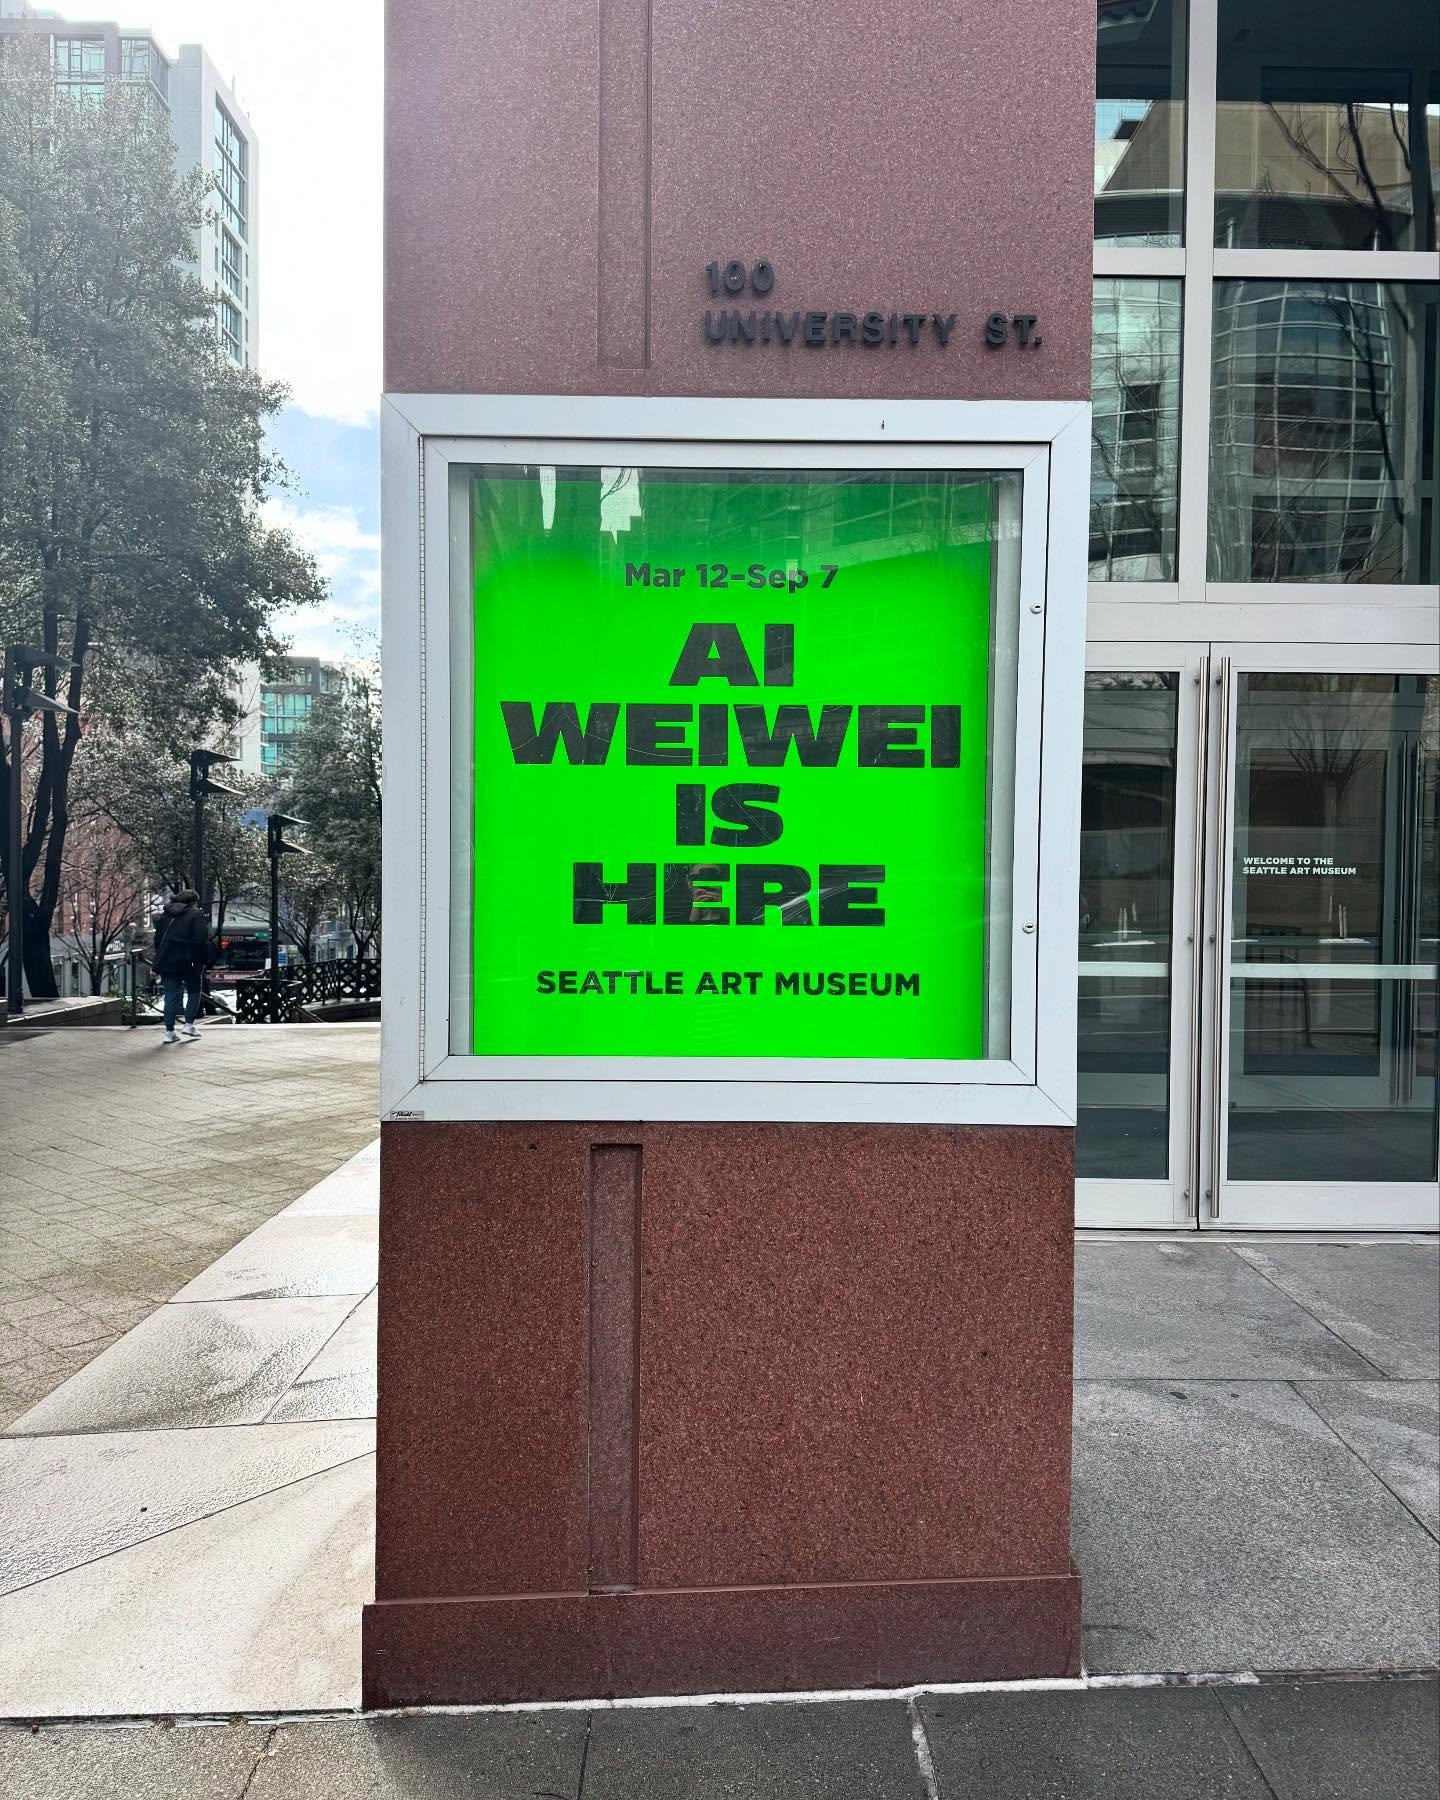 100
UNIVERSITY ST.
Mar 12–Sep 7
AI
WEIWEI
IS
HERE
SEATTLE ART MUSEUM
WELCOME TO THE
SEATTLE ART MUSEUM